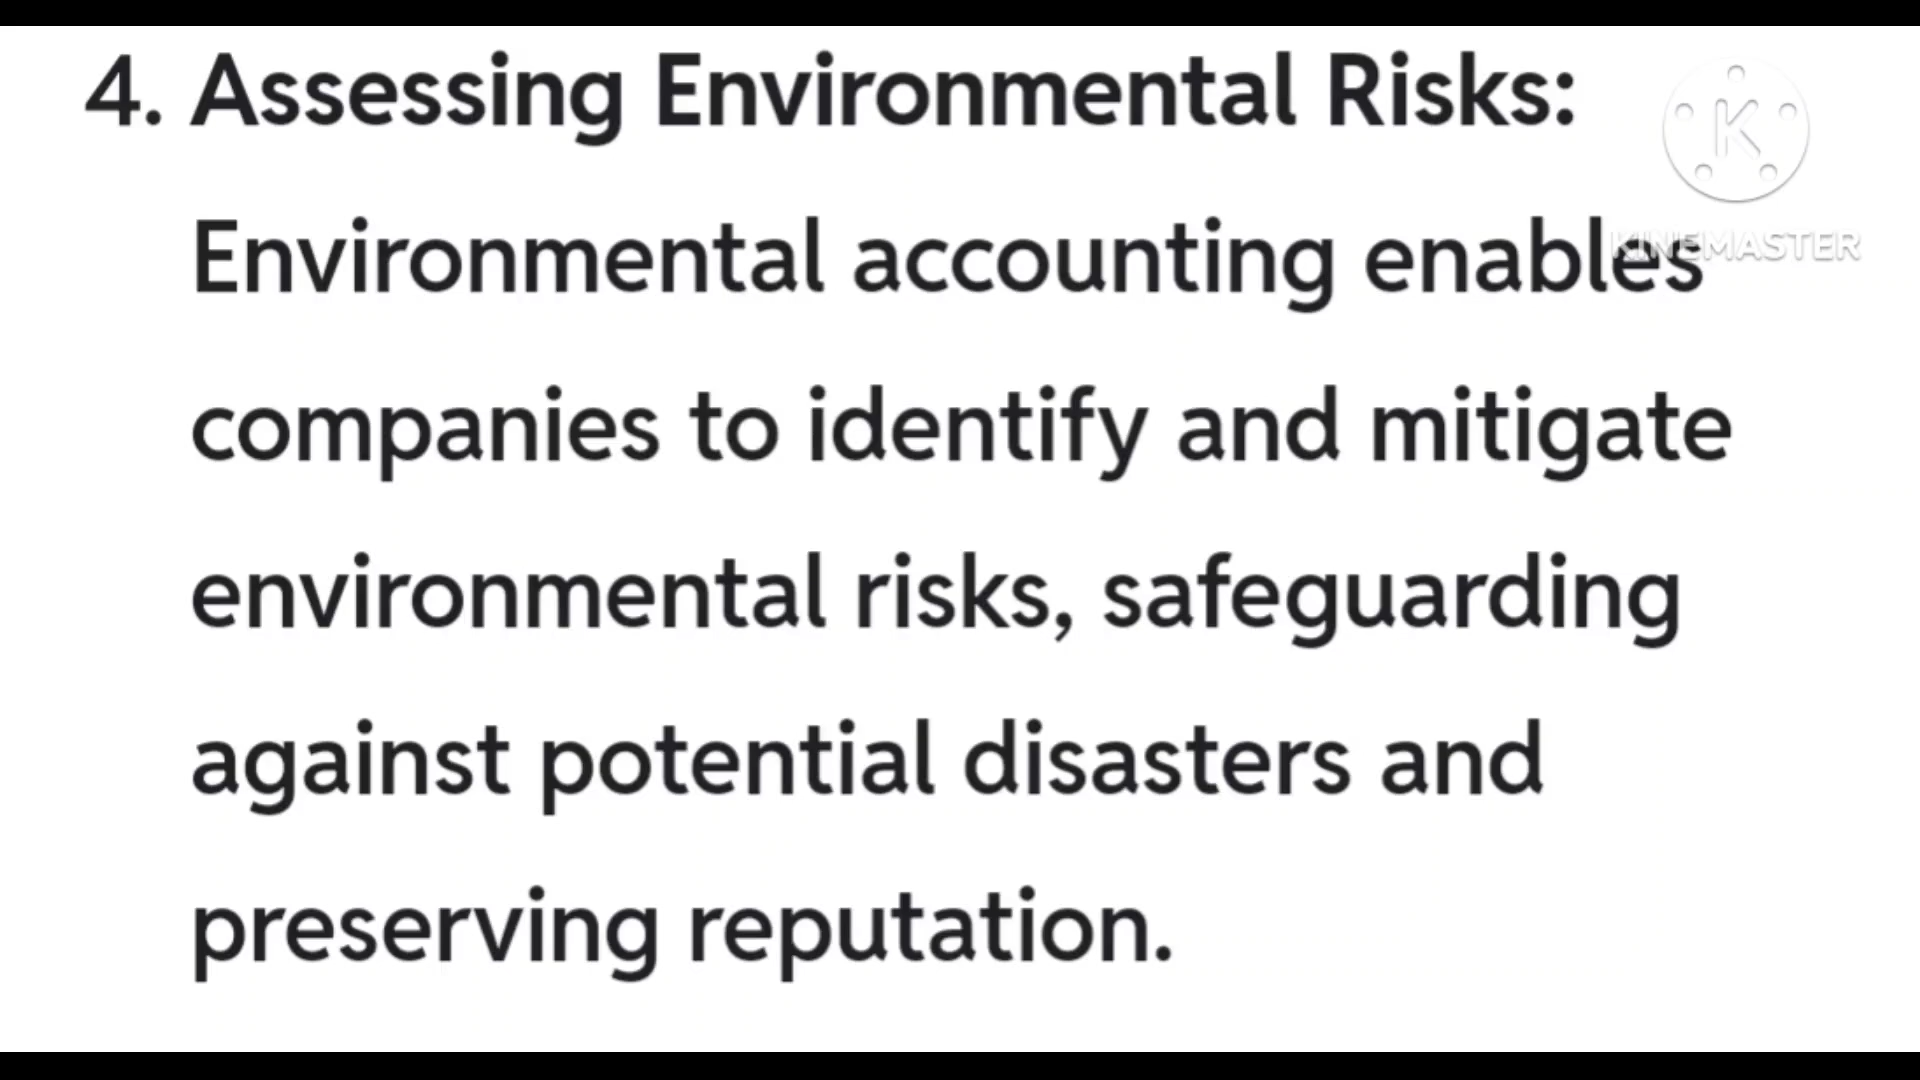 4. Assessing Environmental Risks:
Environmental accounting enables
companies to identify and mitigate
environmental risks, safeguarding
against potential disasters and
preserving reputation.
K
KINEMASTER